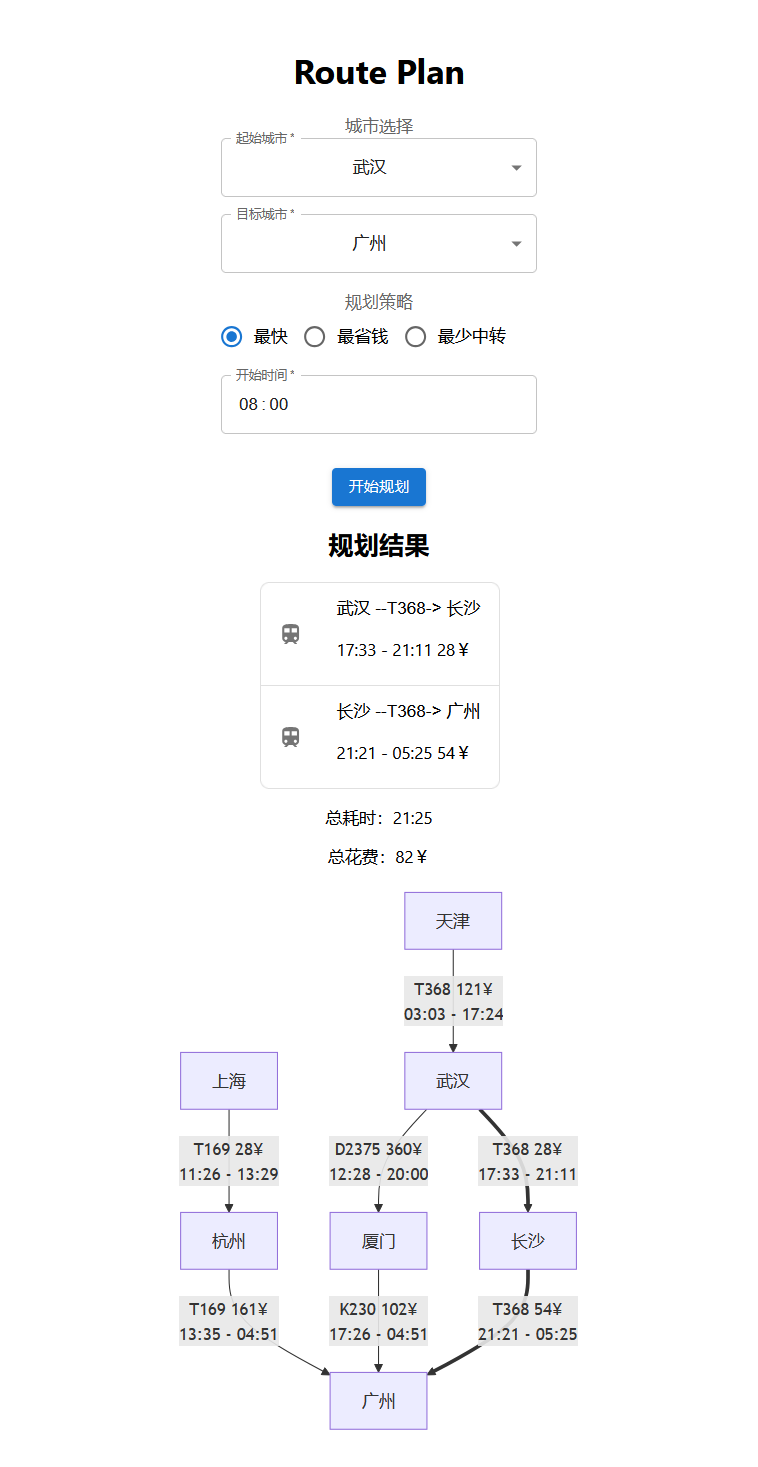 Route Plan
城市选择
起始城市 *
武汉
目标城市 *
广州
规划策略
最快 最省钱 最少中转
开始时间 *
08 : 00
开始规划
规划结果
武汉 --T368-> 长沙
17:33 - 21:11 28￥
长沙 --T368-> 广州
21:21 - 05:25 54￥
总耗时：21:25
总花费：82￥
天津
T368 121¥
03:03 - 17:24
上海 武汉
T169 28¥ D2375 360¥ T368 28¥
11:26 - 13:29 12:28 - 20:00 17:33 - 21:11
杭州 厦门 长沙
T169 161¥ K230 102¥ T368 54¥
13:35 - 04:51 17:26 - 04:51 21:21 - 05:25
广州